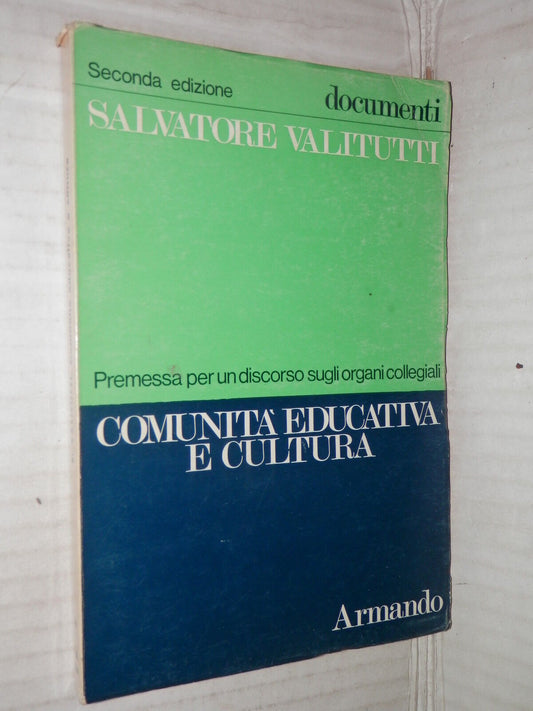 Seconda edizione
documenti
SALVATORE VALITUTTI
Premessa per un discorso sugli organi collegiali
COMUNITÀ EDUCATIVA
E CULTURA
Armando